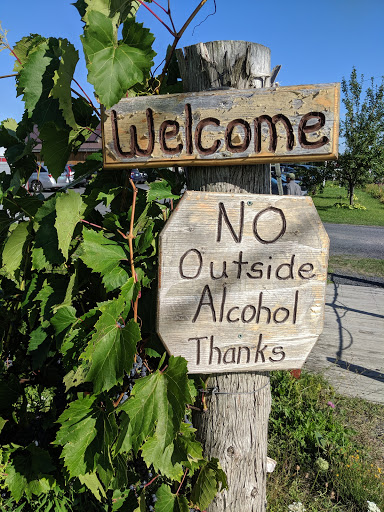 Welcome
No
Outside
Alcohol
Thanks